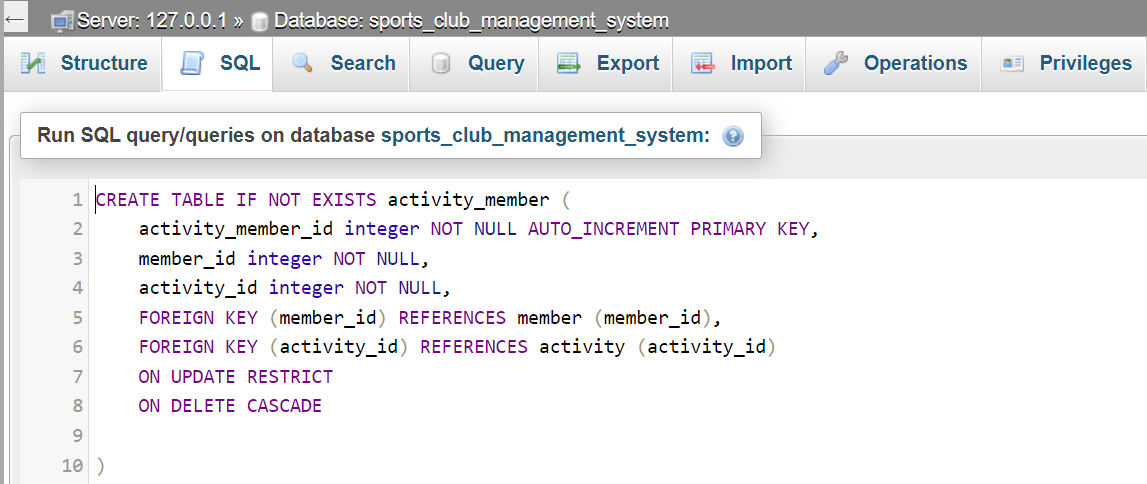 ← Server: 127.0.0.1 » Database: sports_club_management_system
Structure SQL Search Query Export Import Operations Privileges
Run SQL query/queries on database sports_club_management_system:
1 CREATE TABLE IF NOT EXISTS activity_member (
2 activity_member_id integer NOT NULL AUTO_INCREMENT PRIMARY KEY,
3 member_id integer NOT NULL,
4 activity_id integer NOT NULL,
5 FOREIGN KEY (member_id) REFERENCES member (member_id),
6 FOREIGN KEY (activity_id) REFERENCES activity (activity_id)
7 ON UPDATE RESTRICT
8 ON DELETE CASCADE
9
10 )